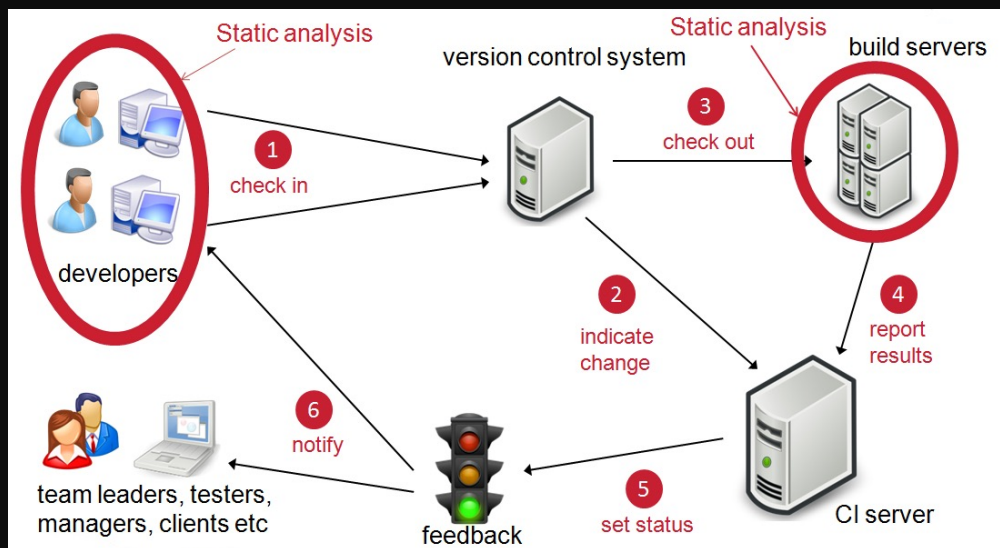 Static analysis
version control system
Static analysis
build servers
1
check in
3
check out
developers
2
indicate
change
4
report
results
6
notify
team leaders, testers,
managers, clients etc
feedback
5
set status
CI server